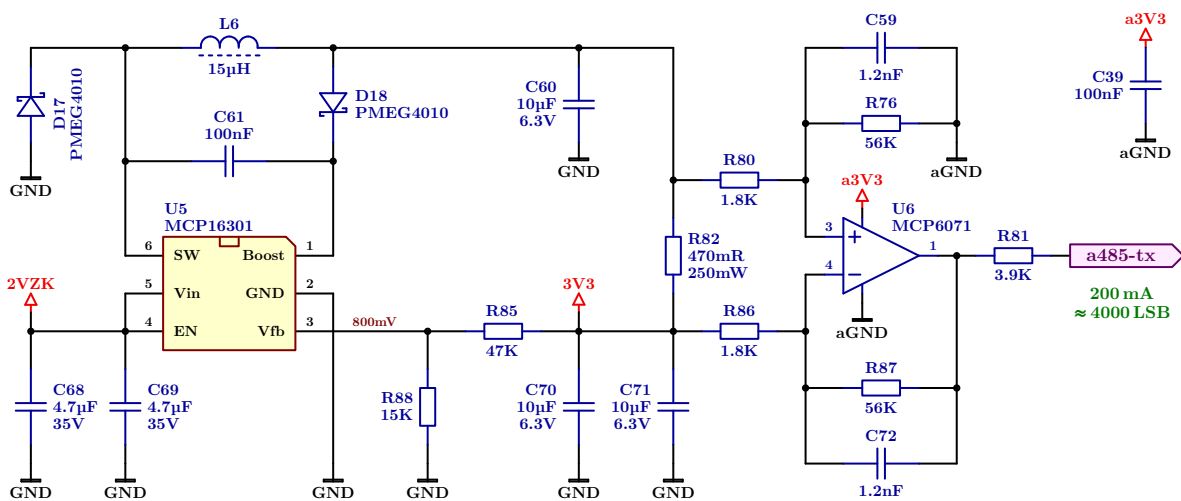 L6
15µH
D17
PMEG4010
GND
D18
PMEG4010
C61
100nF
C60
10µF
6.3V
GND
C59
1.2nF
R76
56K
aGND
a3V3
C39
100nF
aGND
R80
1.8K
a3V3
U6
MCP6071
3
4
1
aGND
R81
3.9K
a485-tx
200 mA
≈ 4000 LSB
R82
470mR
250mW
U5
MCP16301
6
SW
Boost
1
5
Vin
GND
2
4
EN
Vfb
3
2VZK
800mV
R85
47K
3V3
R86
1.8K
R87
56K
C72
1.2nF
C68
4.7µF
35V
GND
C69
4.7µF
35V
GND
GND
R88
15K
GND
C70
10µF
6.3V
GND
C71
10µF
6.3V
GND